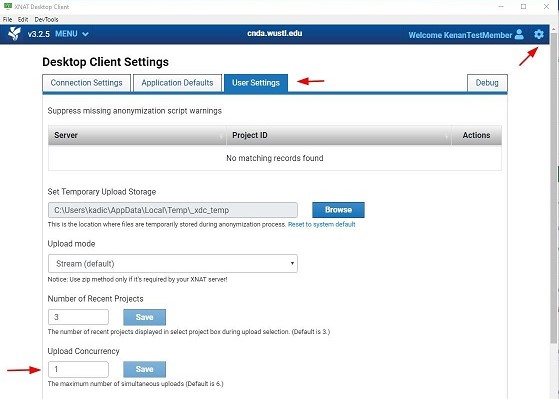 XNAT Desktop Client
File Edit DevTools
v3.2.5 MENU cnda.wustl.edu Welcome KenanTestMember
Desktop Client Settings
Connection Settings Application Defaults User Settings Debug
Suppress missing anonymization script warnings
Server Project ID Actions
No matching records found
Set Temporary Upload Storage
C:\Users\kadic\AppData\Local\Temp\_xdc_temp Browse
This is the location where files are temporarily stored during anonymization process. Reset to system default
Upload mode
Stream (default)
Notice: Use zip method only if it's required by your XNAT server!
Number of Recent Projects
3 Save
The number of recent projects displayed in select project box during upload selection. (Default is 3.)
Upload Concurrency
1 Save
The maximum number of simultaneous uploads (Default is 6.)